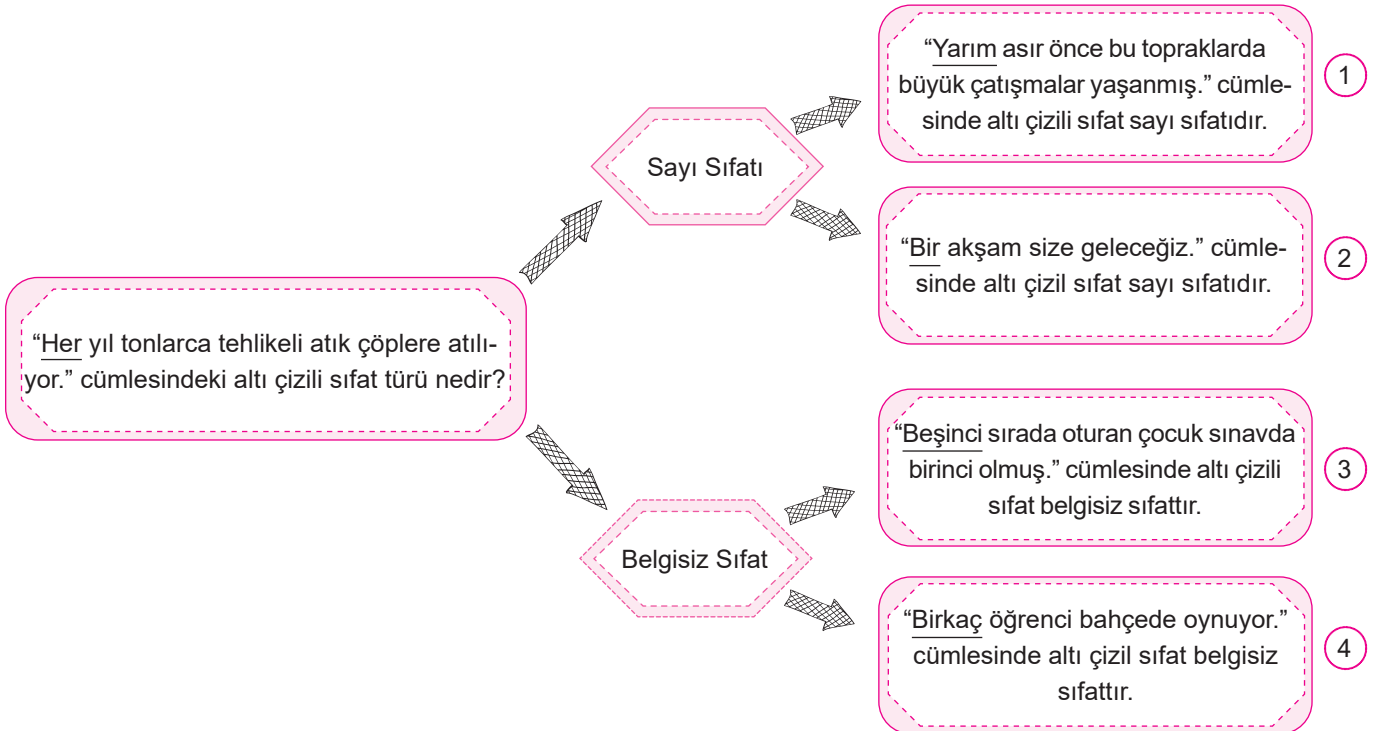 “Her yıl tonlarca tehlikeli atık çöplere atılı-
yor.” cümlesindeki altı çizili sıfat türü nedir?
Sayı Sıfatı
“Yarım asır önce bu topraklarda
büyük çatışmalar yaşanmış.” cümle-
sinde altı çizili sıfat sayı sıfatıdır.
1
“Bir akşam size geleceğiz.” cümle-
sinde altı çizil sıfat sayı sıfatıdır.
2
Belgisiz Sıfat
“Beşinci sırada oturan çocuk sınavda
birinci olmuş.” cümlesinde altı çizili
sıfat belgisiz sıfattır.
3
“Birkaç öğrenci bahçede oynuyor.”
cümlesinde altı çizil sıfat belgisiz
sıfattır.
4